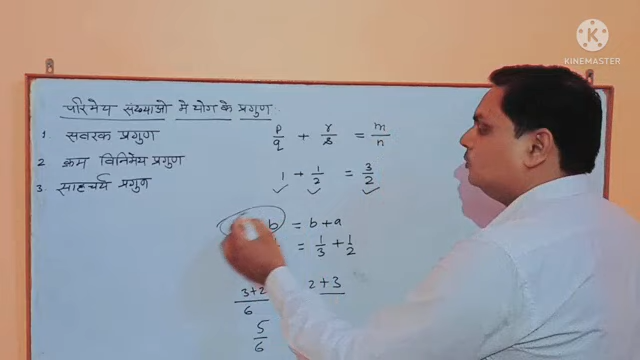 परिमेय संख्याओ मे योग के प्रगुण
1. सवरक प्रगुण
2. क्रम विनिमेय प्रगुण
3. साहचर्य प्रगुण
p/q + r/s = m/n
1 + 1/2 = 3/2
b = b+a
= 1/3 + 1/2
3+2/6 2+3
5/6
K
KINEMASTER